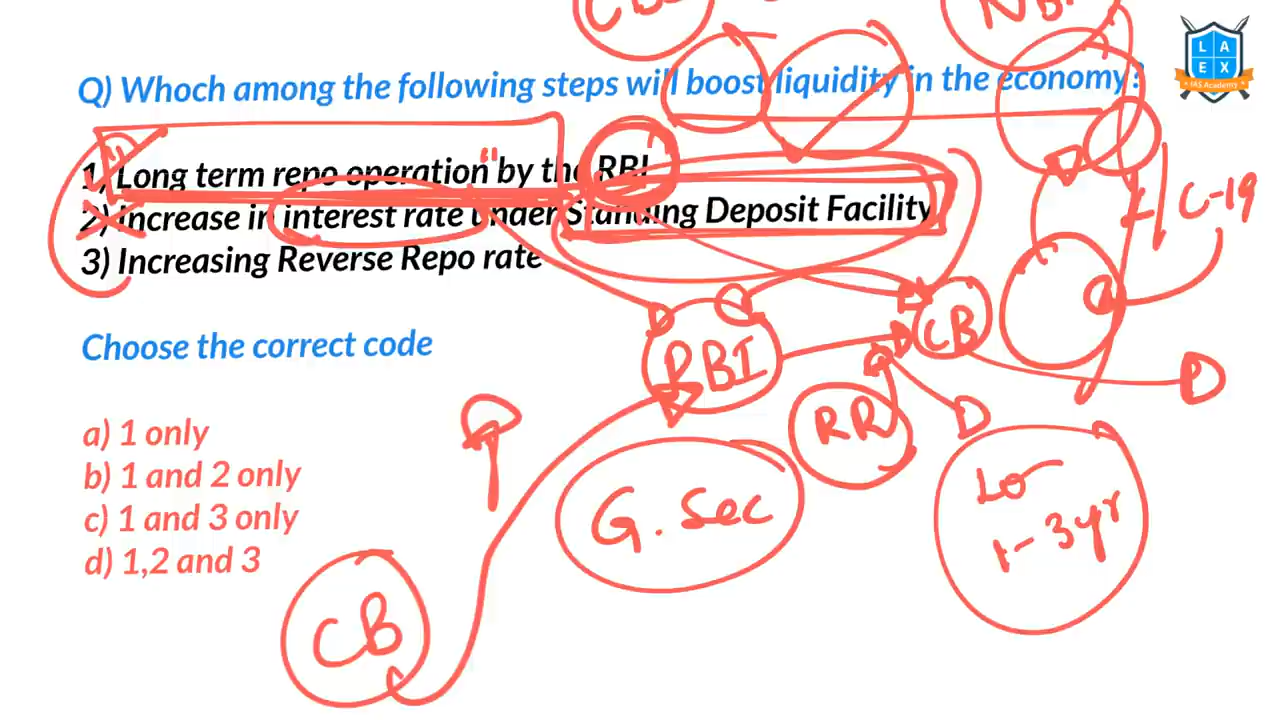 Q) Whoch among the following steps will boost liquidity in the economy?
1) Long term repo operation by the RBI
2) Increase in interest rate under Standing Deposit Facility
3) Increasing Reverse Repo rate
Choose the correct code
a) 1 only
b) 1 and 2 only
c) 1 and 3 only
d) 1,2 and 3
LAEX
IAS Academy
C-19
RBI
CB
RR
G. Sec
1-3yr
CB